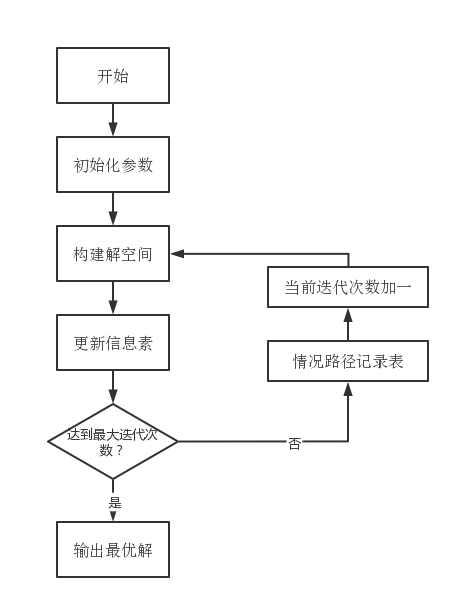 开始
初始化参数
构建解空间
当前迭代次数加一
更新信息素
情况路径记录表
达到最大迭代次
数？
否
是
输出最优解